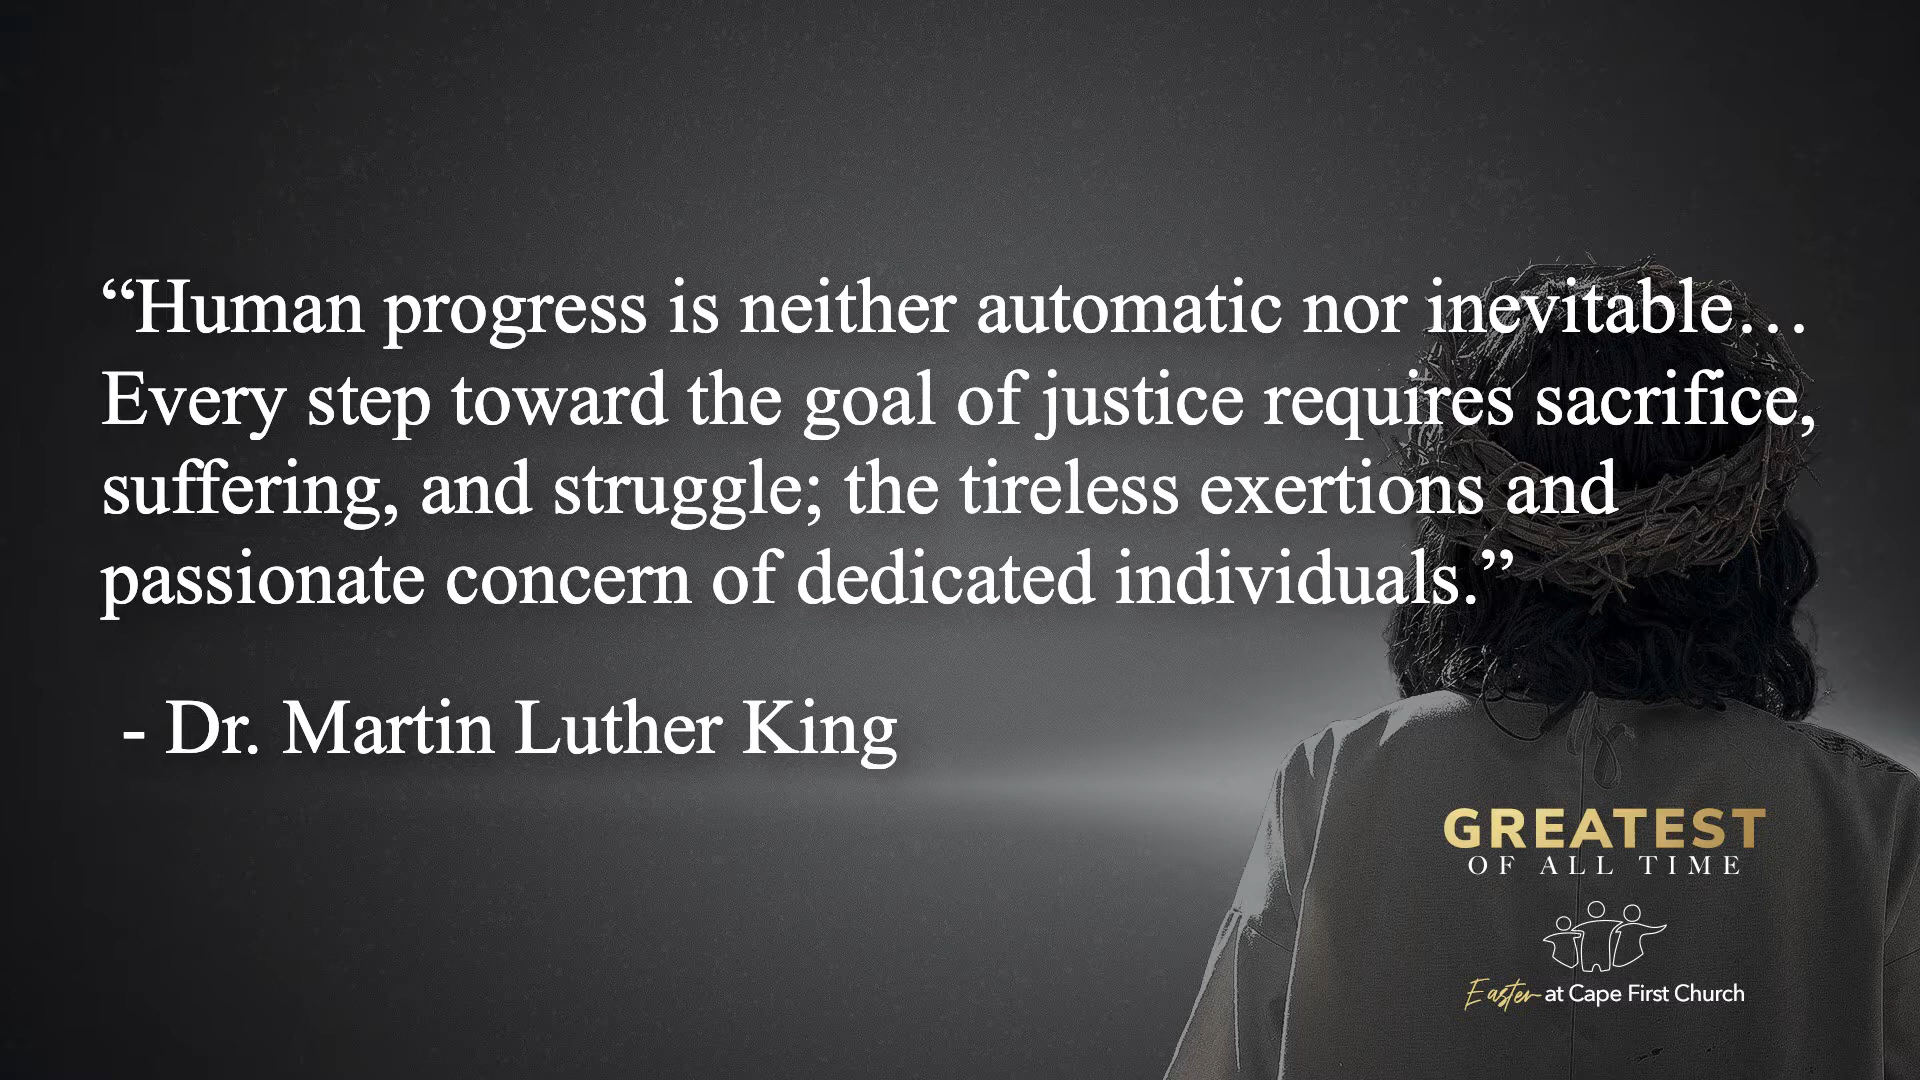 “Human progress is neither automatic nor inevitable…
Every step toward the goal of justice requires sacrifice,
suffering, and struggle; the tireless exertions and
passionate concern of dedicated individuals.”
- Dr. Martin Luther King
GREATEST
OF ALL TIME
Easter at Cape First Church